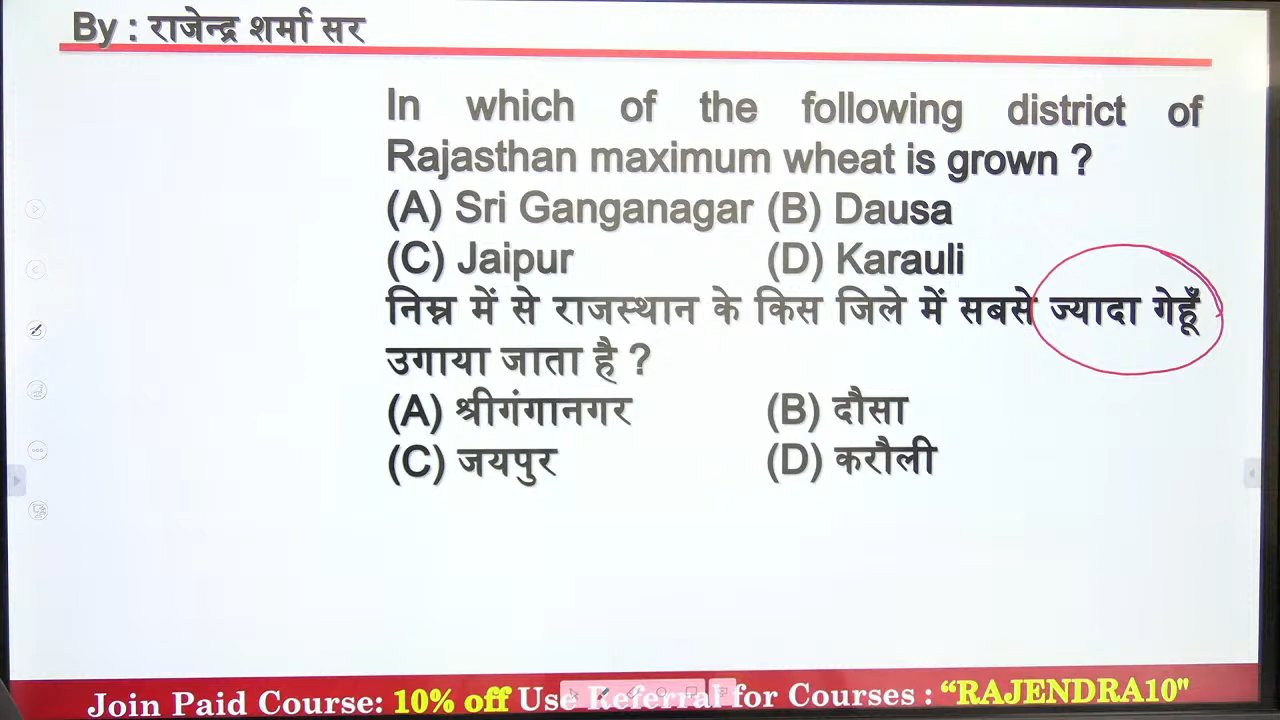 By : राजेन्द्र शर्मा सर
In which of the following district of
Rajasthan maximum wheat is grown ?
(A) Sri Ganganagar (B) Dausa
(C) Jaipur (D) Karauli
निम्न में से राजस्थान के किस जिले में सबसे ज्यादा गेहूँ
उगाया जाता है ?
(A) श्रीगंगानगर (B) दौसा
(C) जयपुर (D) करौली
Join Paid Course: 10% off Use Referral for Courses : “RAJENDRA10"